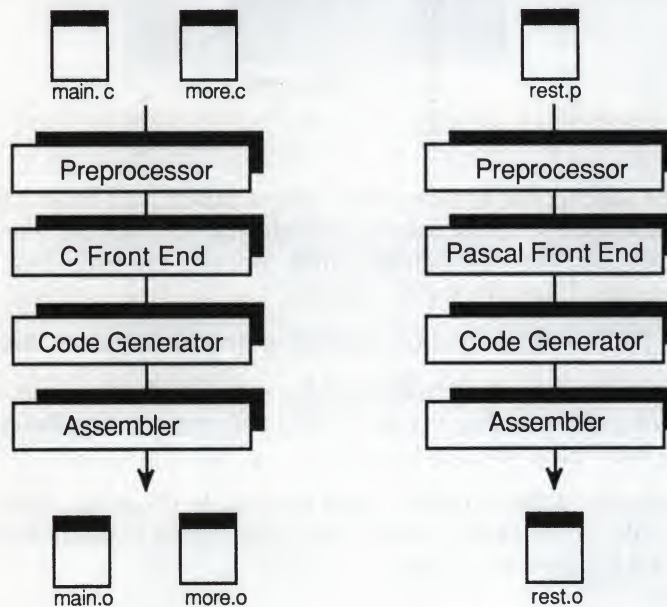 main. c more.c
Preprocessor
C Front End
Code Generator
Assembler
main.o more.o
rest.p
Preprocessor
Pascal Front End
Code Generator
Assembler
rest.o